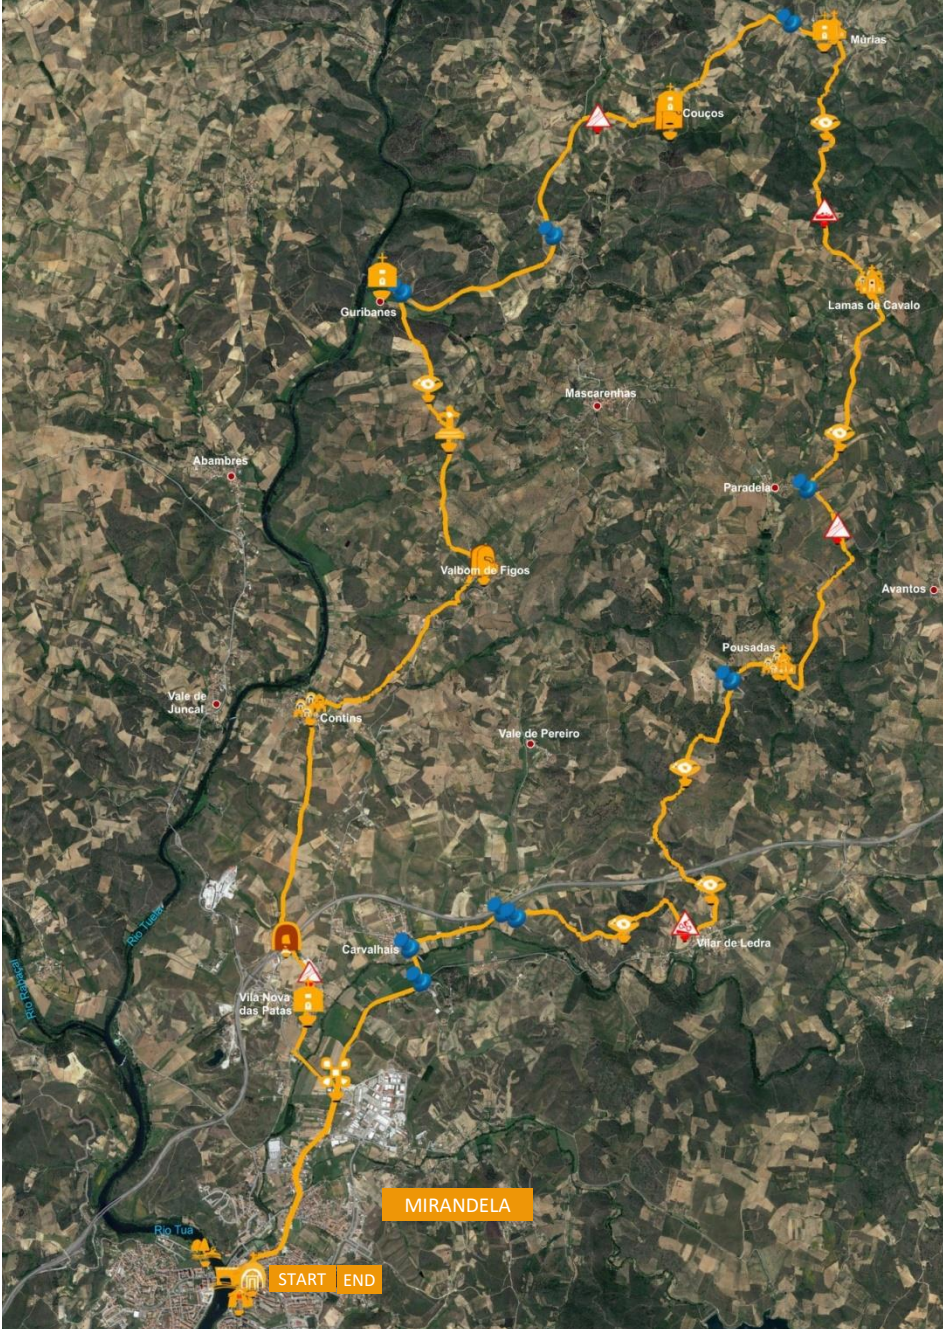 Múrias
Couços
Guribanes
Lamas de Cavalo
Mascarenhas
Abambres
Paradela
Valbom de Figos
Avantos
Pousadas
Vale de
Juncal
Contins
Vale de Pereiro
Rio Tuela
Carvalhais
Vilar de Ledra
Rio Rabaçal
Vila Nova
das Patas
MIRANDELA
Rio Tua
START
END